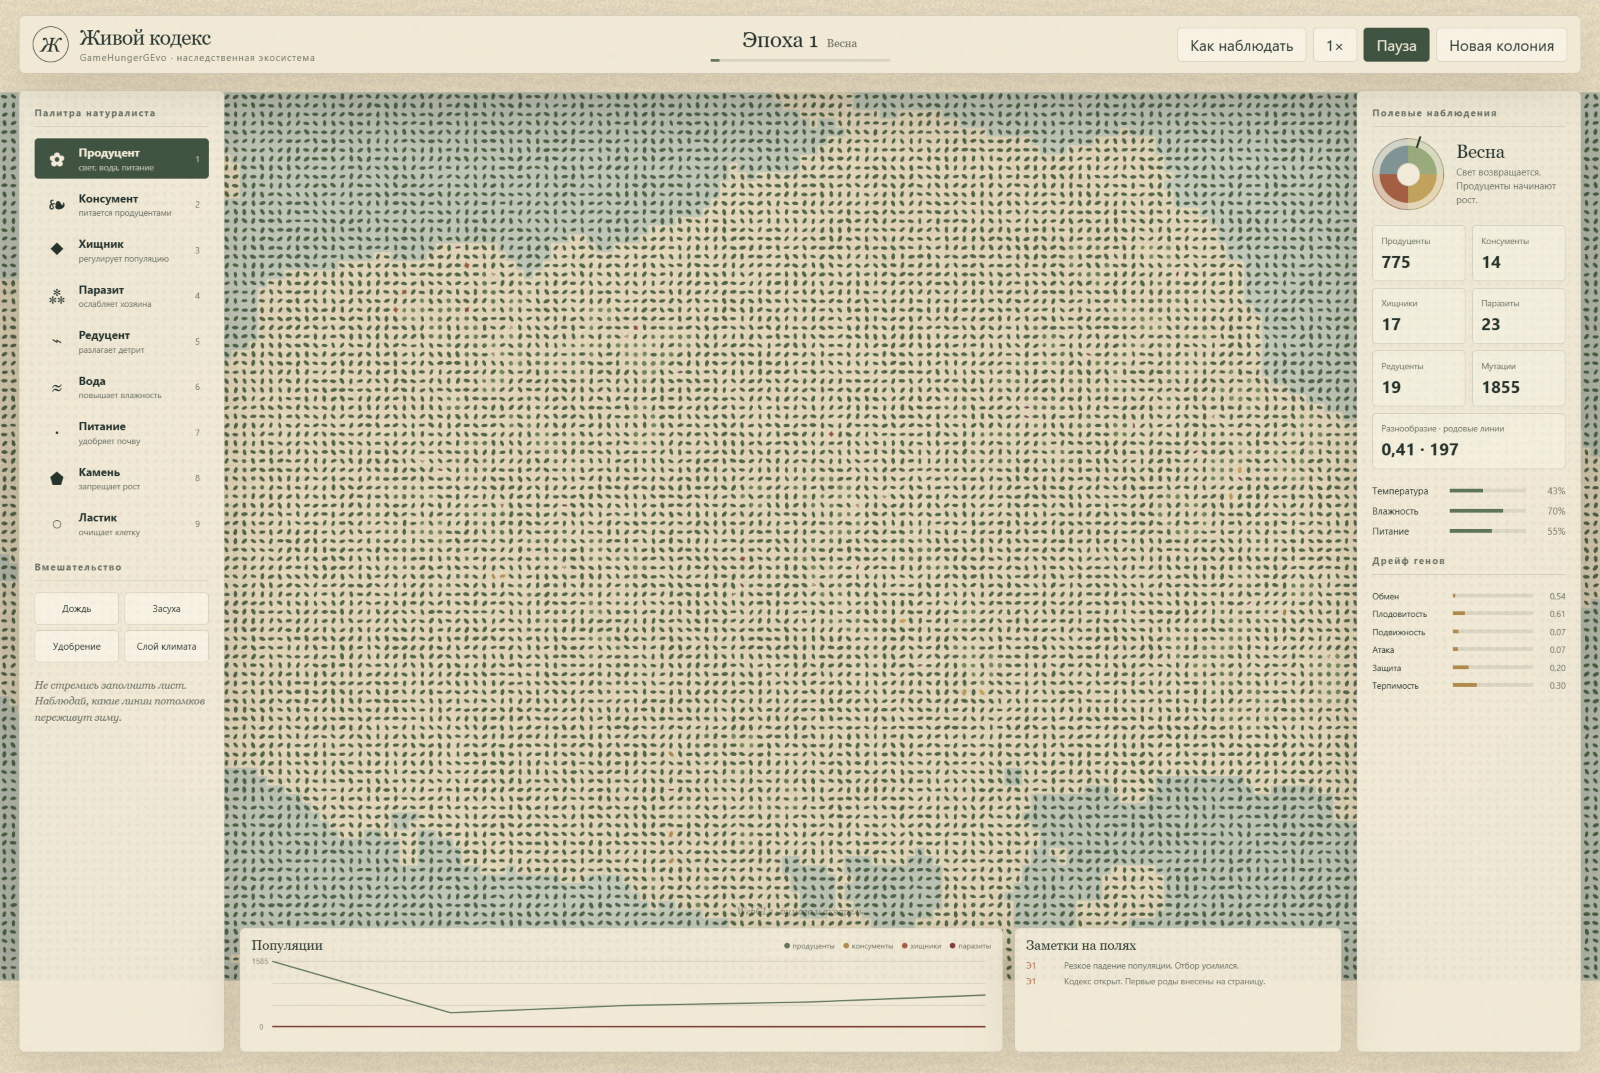 Ж
Живой кодекс
GameHungerGEvo · наследственная экосистема
Эпоха 1 Весна
Как наблюдать
1×
Пауза
Новая колония
Палитра натуралиста
Продуцент
свет, вода, питание
1
Консумент
питается продуцентами
2
Хищник
регулирует популяцию
3
Паразит
ослабляет хозяина
4
Редуцент
разлагает детрит
5
Вода
повышает влажность
6
Питание
удобряет почву
7
Камень
запрещает рост
8
Ластик
очищает клетку
9
Вмешательство
Дождь
Засуха
Удобрение
Слой климата
Не стремись заполнить лист.
Наблюдай, какие линии потомков
переживут зиму.
Популяции
продуценты
консументы
хищники
паразиты
1585
0
Заметки на полях
Э1 Резкое падение популяции. Отбор усилился.
Э1 Кодекс открыт. Первые роды внесены на страницу.
Полевые наблюдения
Весна
Свет возвращается.
Продуценты начинают
рост.
Продуценты
775
Консументы
14
Хищники
17
Паразиты
23
Редуценты
19
Мутации
1855
Разнообразие · родовые линии
0,41 · 197
Температура 43%
Влажность 70%
Питание 55%
Дрейф генов
Обмен 0,54
Плодовитость 0,61
Подвижность 0,07
Атака 0,07
Защита 0,20
Терпимость 0,30